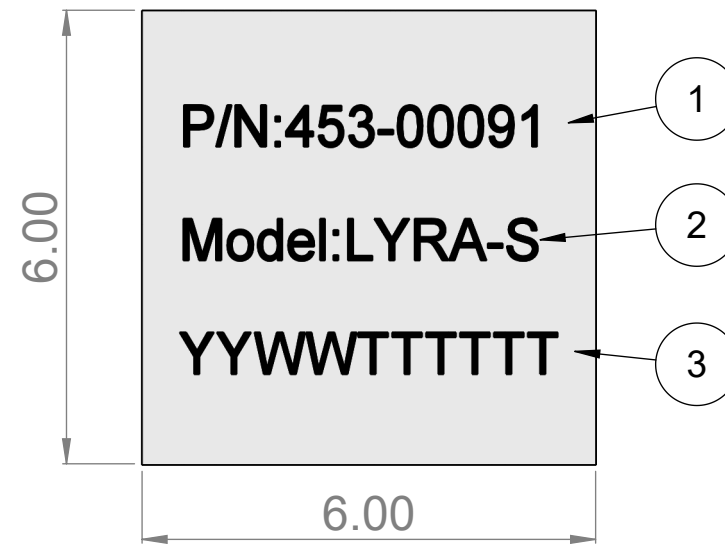 P/N:453-00091
1
Model:LYRA-S
2
YYWWTTTTTT
3
6.00
6.00